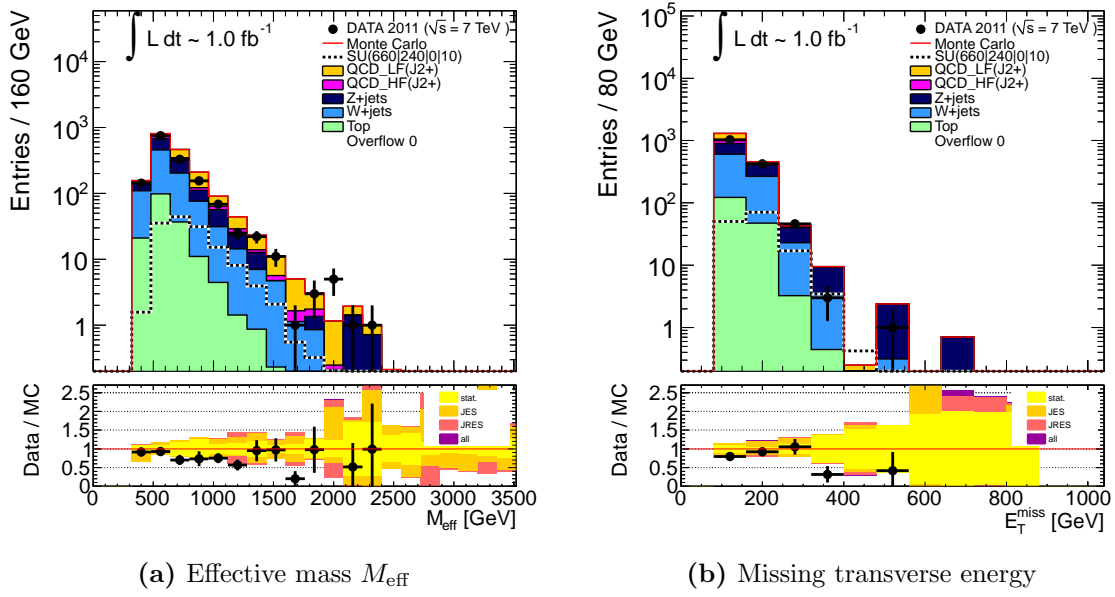 ∫ L dt ~ 1.0 fb⁻¹
DATA 2011 (√s = 7 TeV )
Monte Carlo
SU(660|240|0|10)
QCD_LF(J2+)
QCD_HF(J2+)
Z+jets
W+jets
Top
Overflow 0
Entries / 160 GeV
10⁴
10³
10²
10
1
Data / MC
2.5
2
1.5
1
0.5
stat.
JES
JRES
all
0 500 1000 1500 2000 2500 3000 3500
M_eff [GeV]
(a) Effective mass M_eff
∫ L dt ~ 1.0 fb⁻¹
DATA 2011 (√s = 7 TeV )
Monte Carlo
SU(660|240|0|10)
QCD_LF(J2+)
QCD_HF(J2+)
Z+jets
W+jets
Top
Overflow 0
Entries / 80 GeV
10⁵
10⁴
10³
10²
10
1
Data / MC
2.5
2
1.5
1
0.5
stat.
JES
JRES
all
0 200 400 600 800 1000
E_T^miss [GeV]
(b) Missing transverse energy